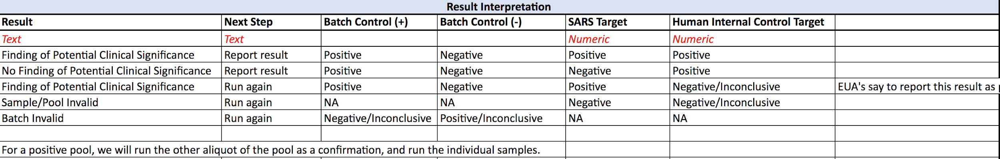 Result Interpretation
Result Next Step Batch Control (+) Batch Control (-) SARS Target Human Internal Control Target
Text Text Numeric Numeric
Finding of Potential Clinical Significance Report result Positive Negative Positive Positive
No Finding of Potential Clinical Significance Report result Positive Negative Negative Positive
Finding of Potential Clinical Significance Run again Positive Negative Positive Negative/Inconclusive EUA's say to report this result as
Sample/Pool Invalid Run again NA NA Negative Negative/Inconclusive
Batch Invalid Run again Negative/Inconclusive Positive/Inconclusive NA NA
For a positive pool, we will run the other aliquot of the pool as a confirmation, and run the individual samples.